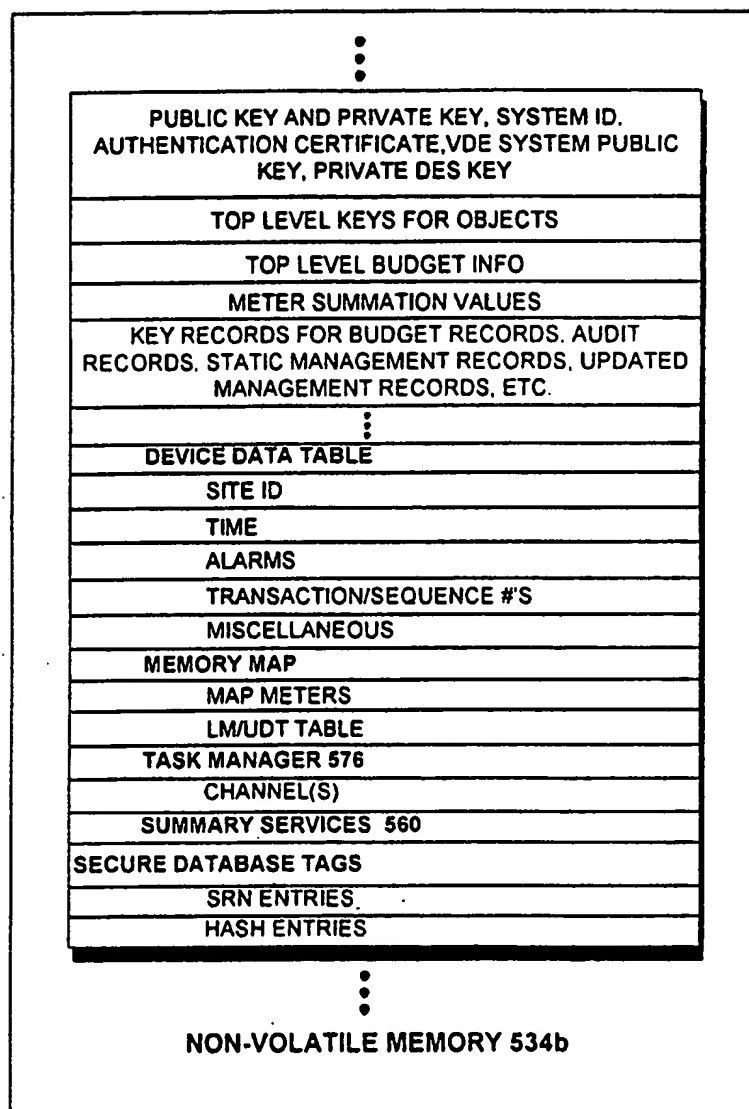 PUBLIC KEY AND PRIVATE KEY, SYSTEM ID.
AUTHENTICATION CERTIFICATE,VDE SYSTEM PUBLIC
KEY, PRIVATE DES KEY
TOP LEVEL KEYS FOR OBJECTS
TOP LEVEL BUDGET INFO
METER SUMMATION VALUES
KEY RECORDS FOR BUDGET RECORDS. AUDIT
RECORDS. STATIC MANAGEMENT RECORDS, UPDATED
MANAGEMENT RECORDS, ETC.
DEVICE DATA TABLE
SITE ID
TIME
ALARMS
TRANSACTION/SEQUENCE #'S
MISCELLANEOUS
MEMORY MAP
MAP METERS
LM/UDT TABLE
TASK MANAGER 576
CHANNEL(S)
SUMMARY SERVICES 560
SECURE DATABASE TAGS
SRN ENTRIES
HASH ENTRIES
NON-VOLATILE MEMORY 534b